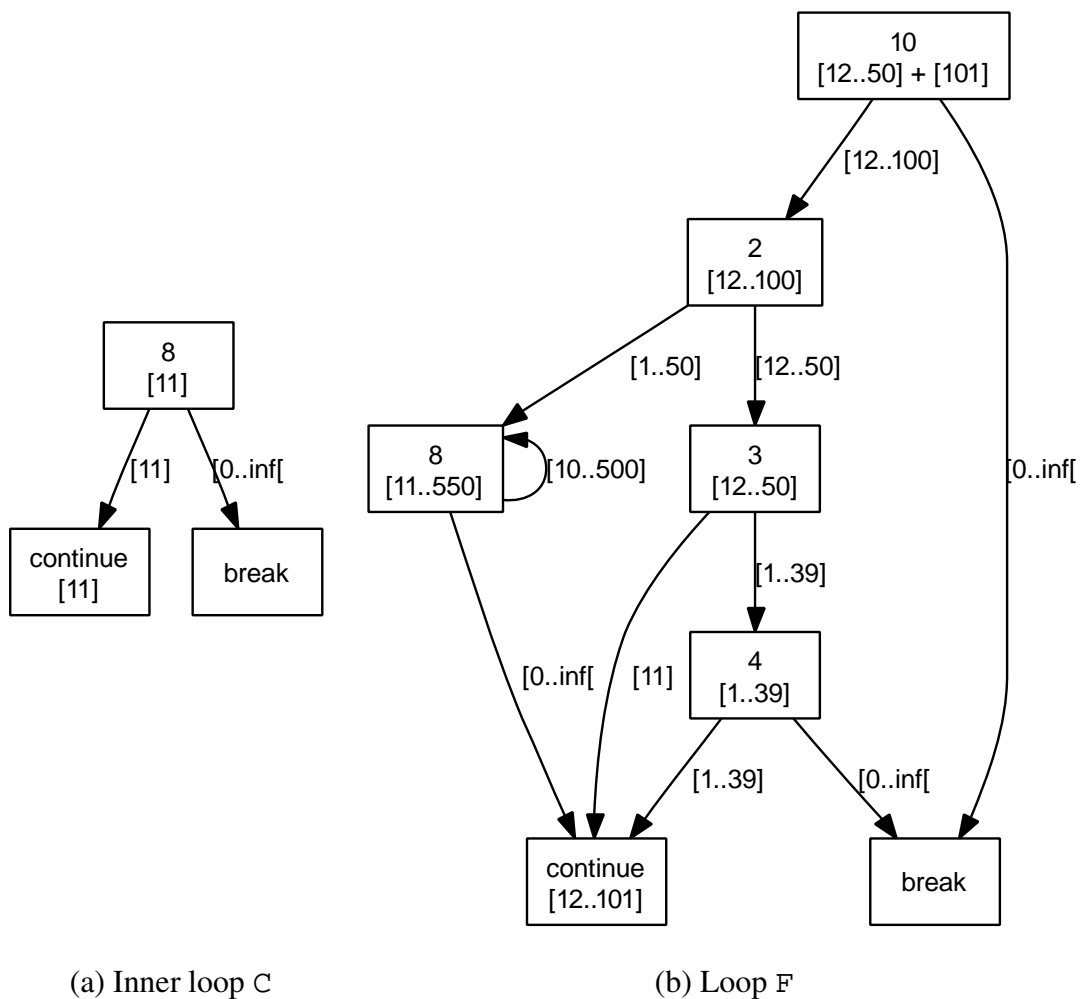 10
[12..50] + [101]
[12..100]
2
[12..100]
[1..50]
[12..50]
8
[11]
[11]
[0..inf[
continue
[11]
break
8
[11..550]
[10..500]
3
[12..50]
[0..inf[
[1..39]
[0..inf[
[11]
4
[1..39]
[1..39]
[0..inf[
continue
[12..101]
break
(a) Inner loop C
(b) Loop F